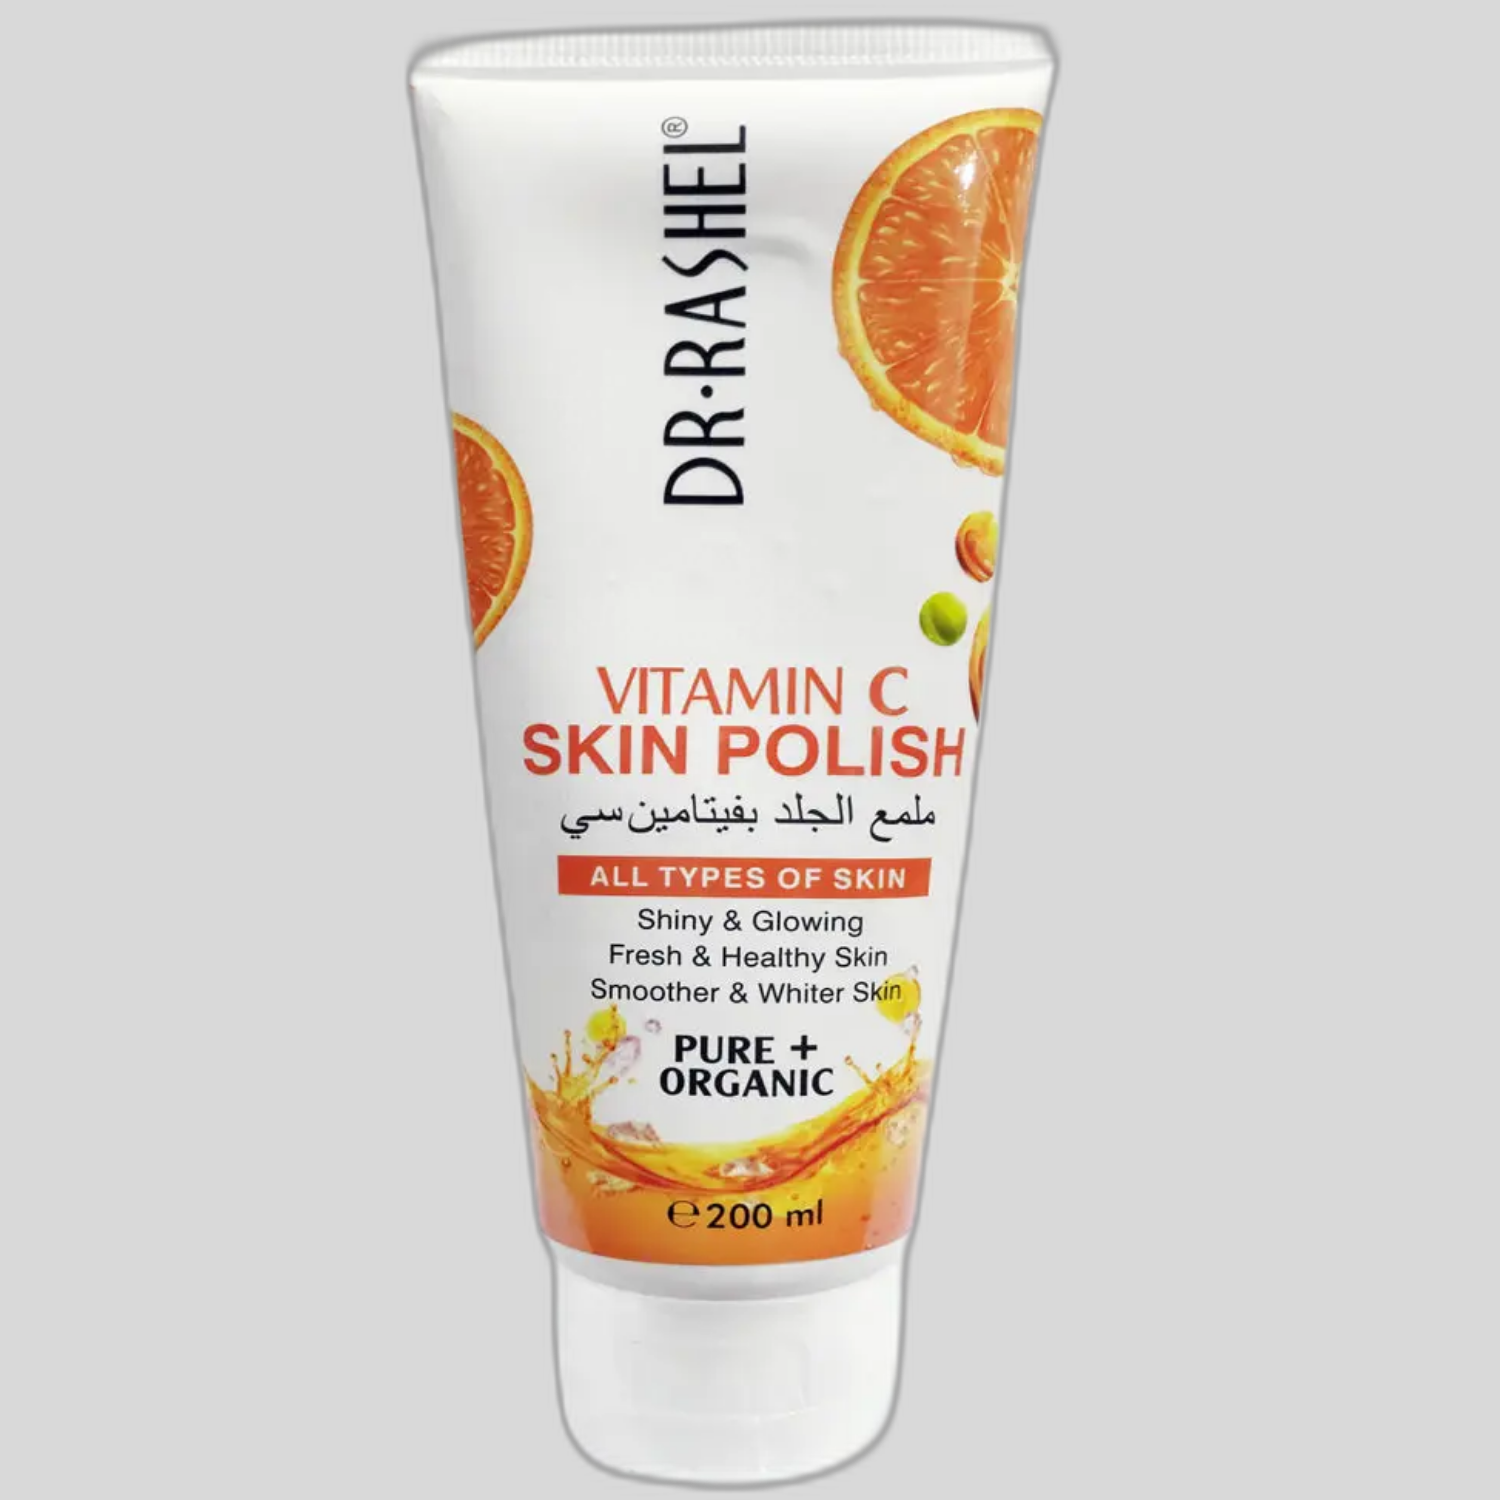 DR·RASHEL®
VITAMIN C
SKIN POLISH
ملمع الجلد بفيتامين سي
ALL TYPES OF SKIN
Shiny & Glowing
Fresh & Healthy Skin
Smoother & Whiter Skin
PURE +
ORGANIC
℮ 200 ml